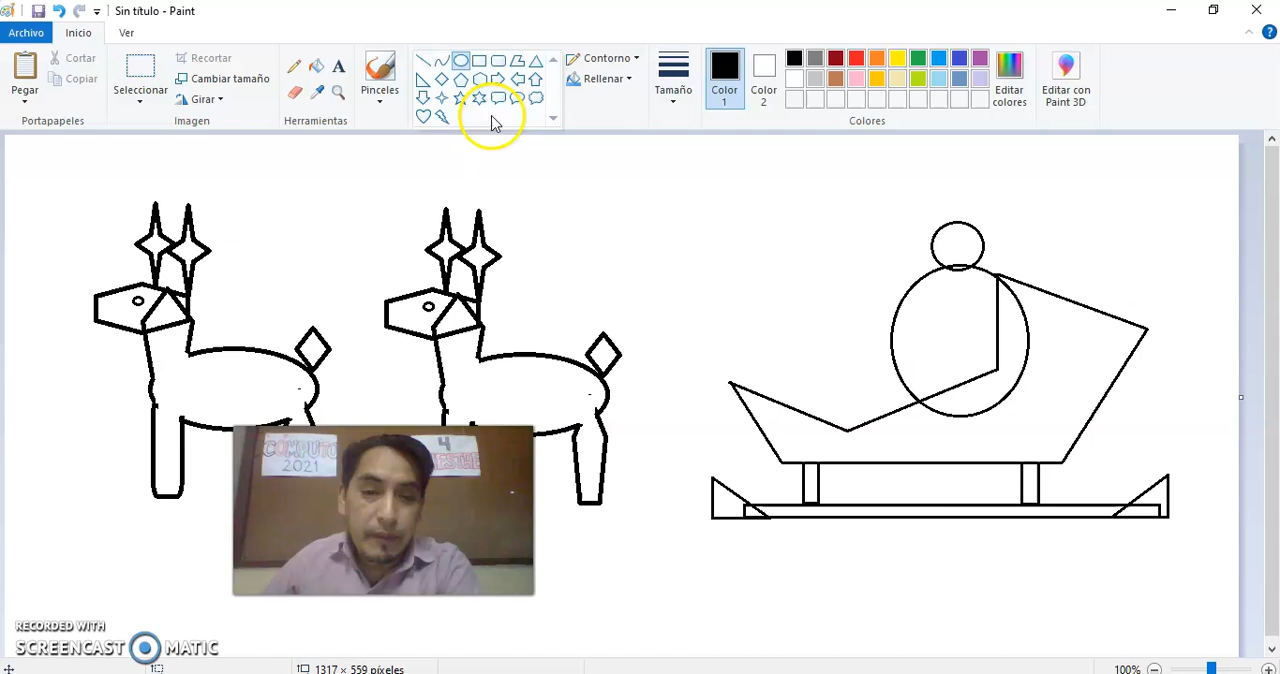 Sin título - Paint
Archivo Inicio Ver
Pegar
Cortar
Copiar
Portapapeles
Seleccionar
Recortar
Cambiar tamaño
Girar
Imagen
Herramientas
Pinceles
Contorno
Rellenar
Tamaño
Color
1
Color
2
Editar
colores
Editar con
Paint 3D
Colores
COMPUTO
2021
4
RECORDED WITH
SCREENCAST MATIC
1317 × 559 píxeles
100%